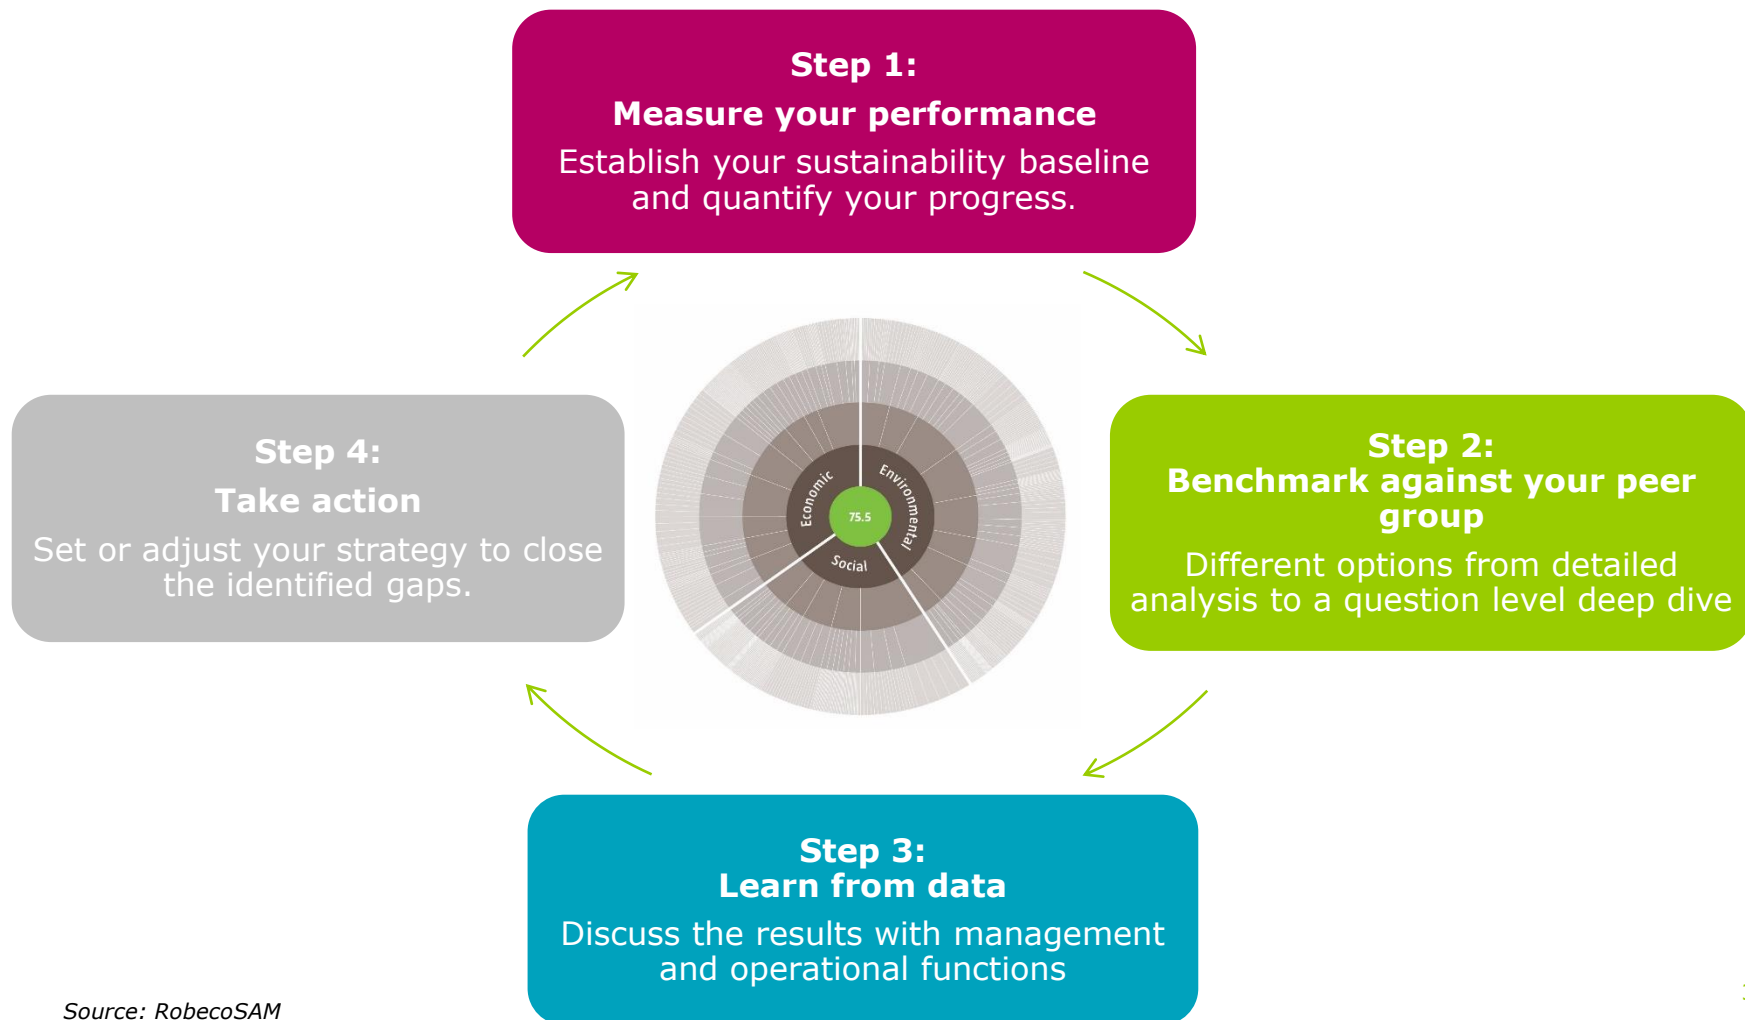 Step 1:
Measure your performance
Establish your sustainability baseline
and quantify your progress.
Step 4:
Take action
Set or adjust your strategy to close
the identified gaps.
Economic
Environmental
75.5
Social
Step 2:
Benchmark against your peer
group
Different options from detailed
analysis to a question level deep dive
Step 3:
Learn from data
Discuss the results with management
and operational functions
Source: RobecoSAM